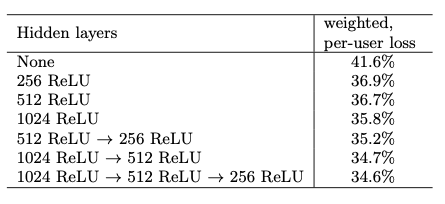 Hidden layers
weighted,
per-user loss
None 41.6%
256 ReLU 36.9%
512 ReLU 36.7%
1024 ReLU 35.8%
512 ReLU → 256 ReLU 35.2%
1024 ReLU → 512 ReLU 34.7%
1024 ReLU → 512 ReLU → 256 ReLU 34.6%